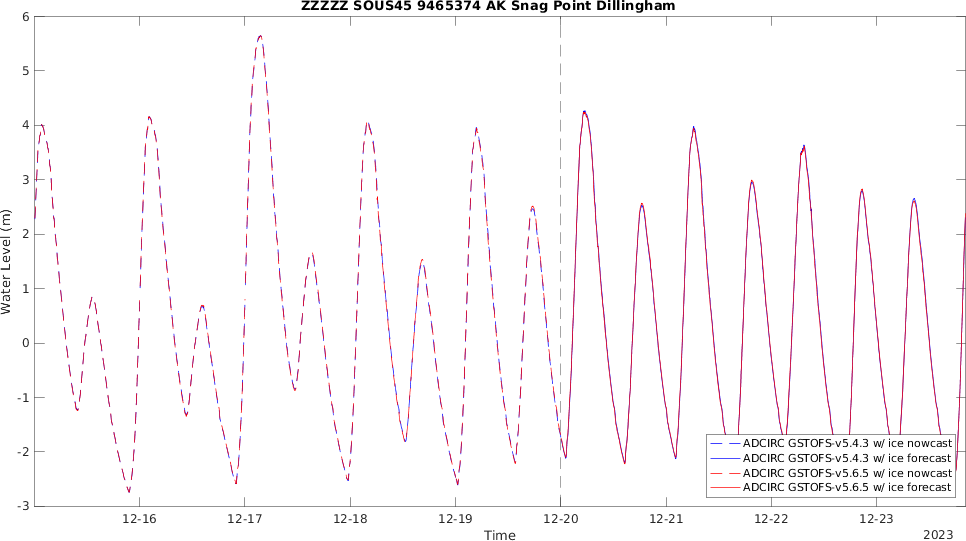 ZZZZZ SOUS45 9465374 AK Snag Point Dillingham
6
5
4
3
2
1
0
-1
-2
-3
Water Level (m)
12-16
12-17
12-18
12-19
12-20
12-21
12-22
12-23
Time
2023
ADCIRC GSTOFS-v5.4.3 w/ ice nowcast
ADCIRC GSTOFS-v5.4.3 w/ ice forecast
ADCIRC GSTOFS-v5.6.5 w/ ice nowcast
ADCIRC GSTOFS-v5.6.5 w/ ice forecast